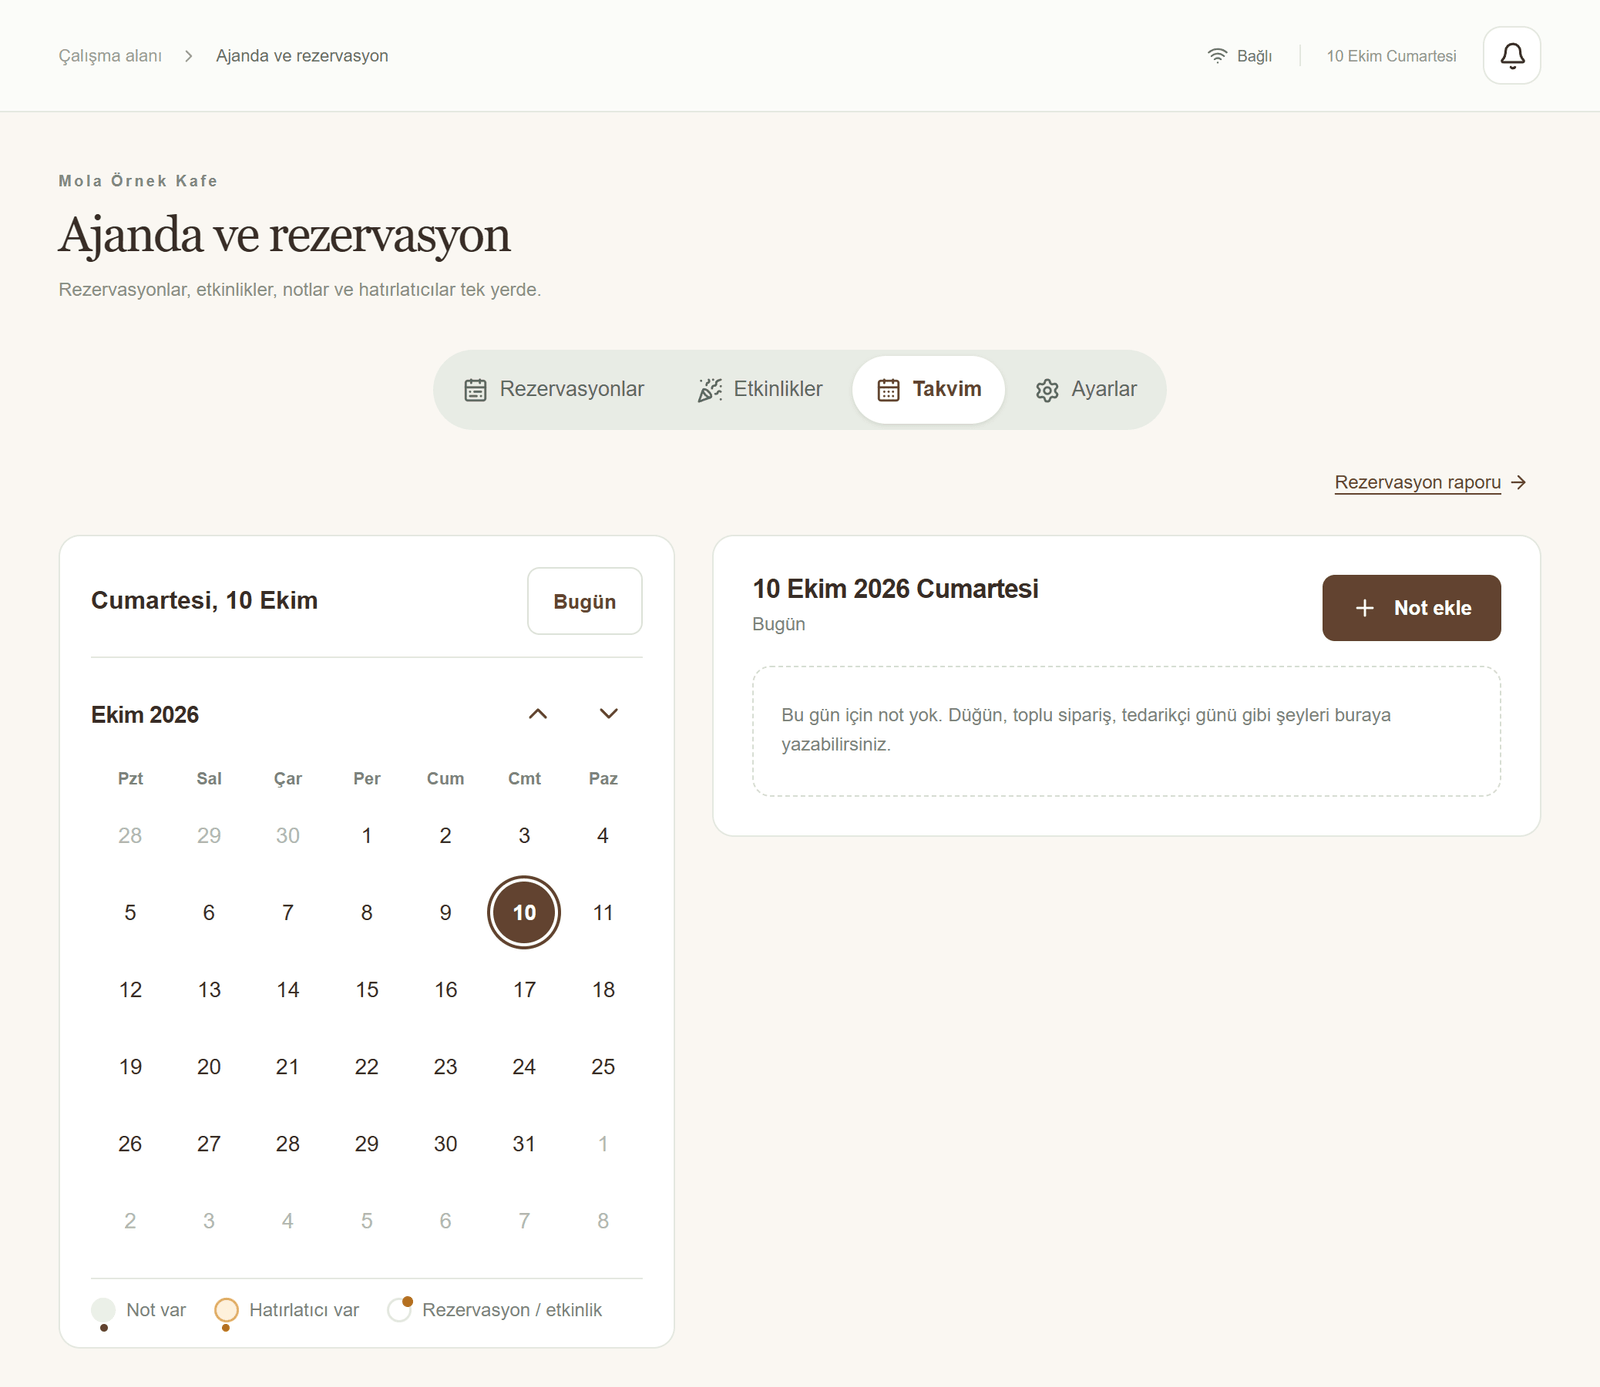 Çalışma alanı
Ajanda ve rezervasyon
Bağlı
10 Ekim Cumartesi
Mola Örnek Kafe
Ajanda ve rezervasyon
Rezervasyonlar, etkinlikler, notlar ve hatırlatıcılar tek yerde.
Rezervasyonlar
Etkinlikler
Takvim
Ayarlar
Rezervasyon raporu
Cumartesi, 10 Ekim
Bugün
Ekim 2026
Pzt Sal Çar Per Cum Cmt Paz
28 29 30 1 2 3 4
5 6 7 8 9 10 11
12 13 14 15 16 17 18
19 20 21 22 23 24 25
26 27 28 29 30 31 1
2 3 4 5 6 7 8
Not var
Hatırlatıcı var
Rezervasyon / etkinlik
10 Ekim 2026 Cumartesi
Bugün
Not ekle
Bu gün için not yok. Düğün, toplu sipariş, tedarikçi günü gibi şeyleri buraya
yazabilirsiniz.